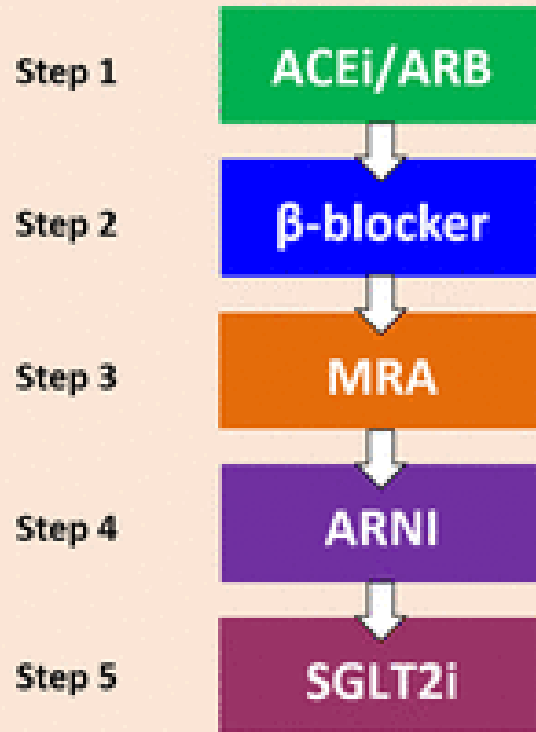 Step 1 ACEi/ARB
Step 2 β-blocker
Step 3 MRA
Step 4 ARNI
Step 5 SGLT2i